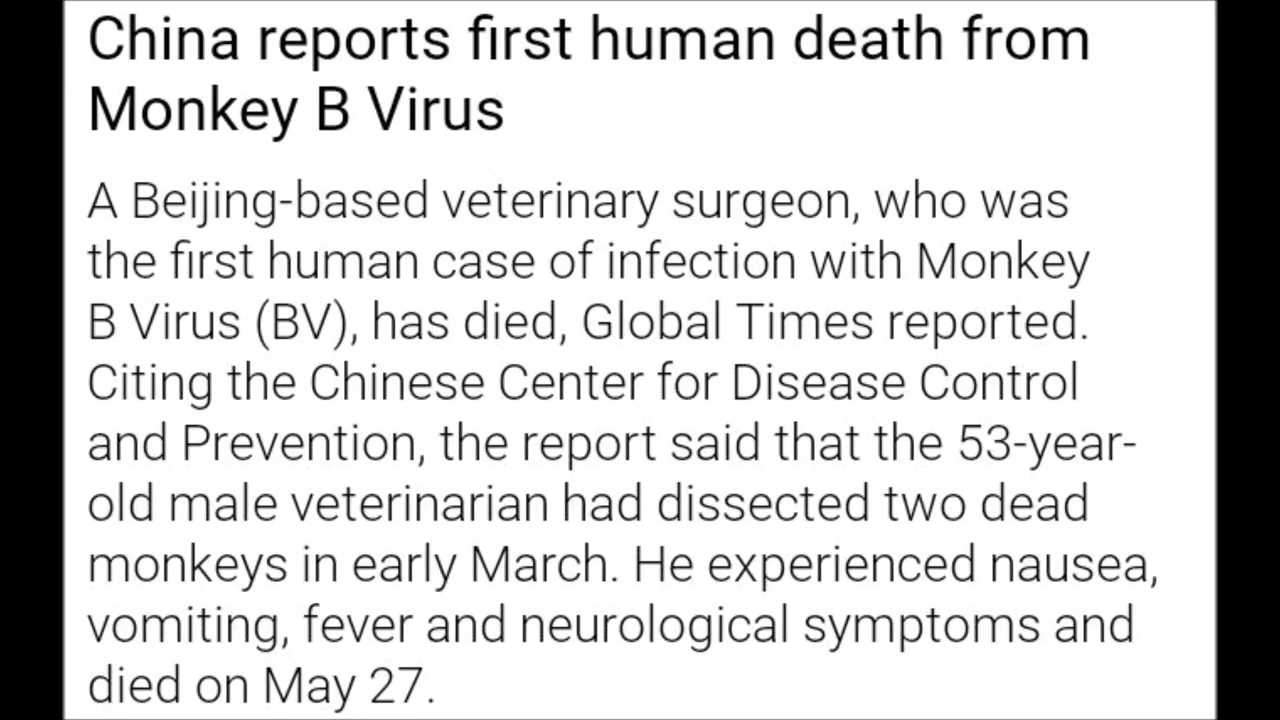 China reports first human death from
Monkey B Virus
A Beijing-based veterinary surgeon, who was
the first human case of infection with Monkey
B Virus (BV), has died, Global Times reported.
Citing the Chinese Center for Disease Control
and Prevention, the report said that the 53-year-
old male veterinarian had dissected two dead
monkeys in early March. He experienced nausea,
vomiting, fever and neurological symptoms and
died on May 27.